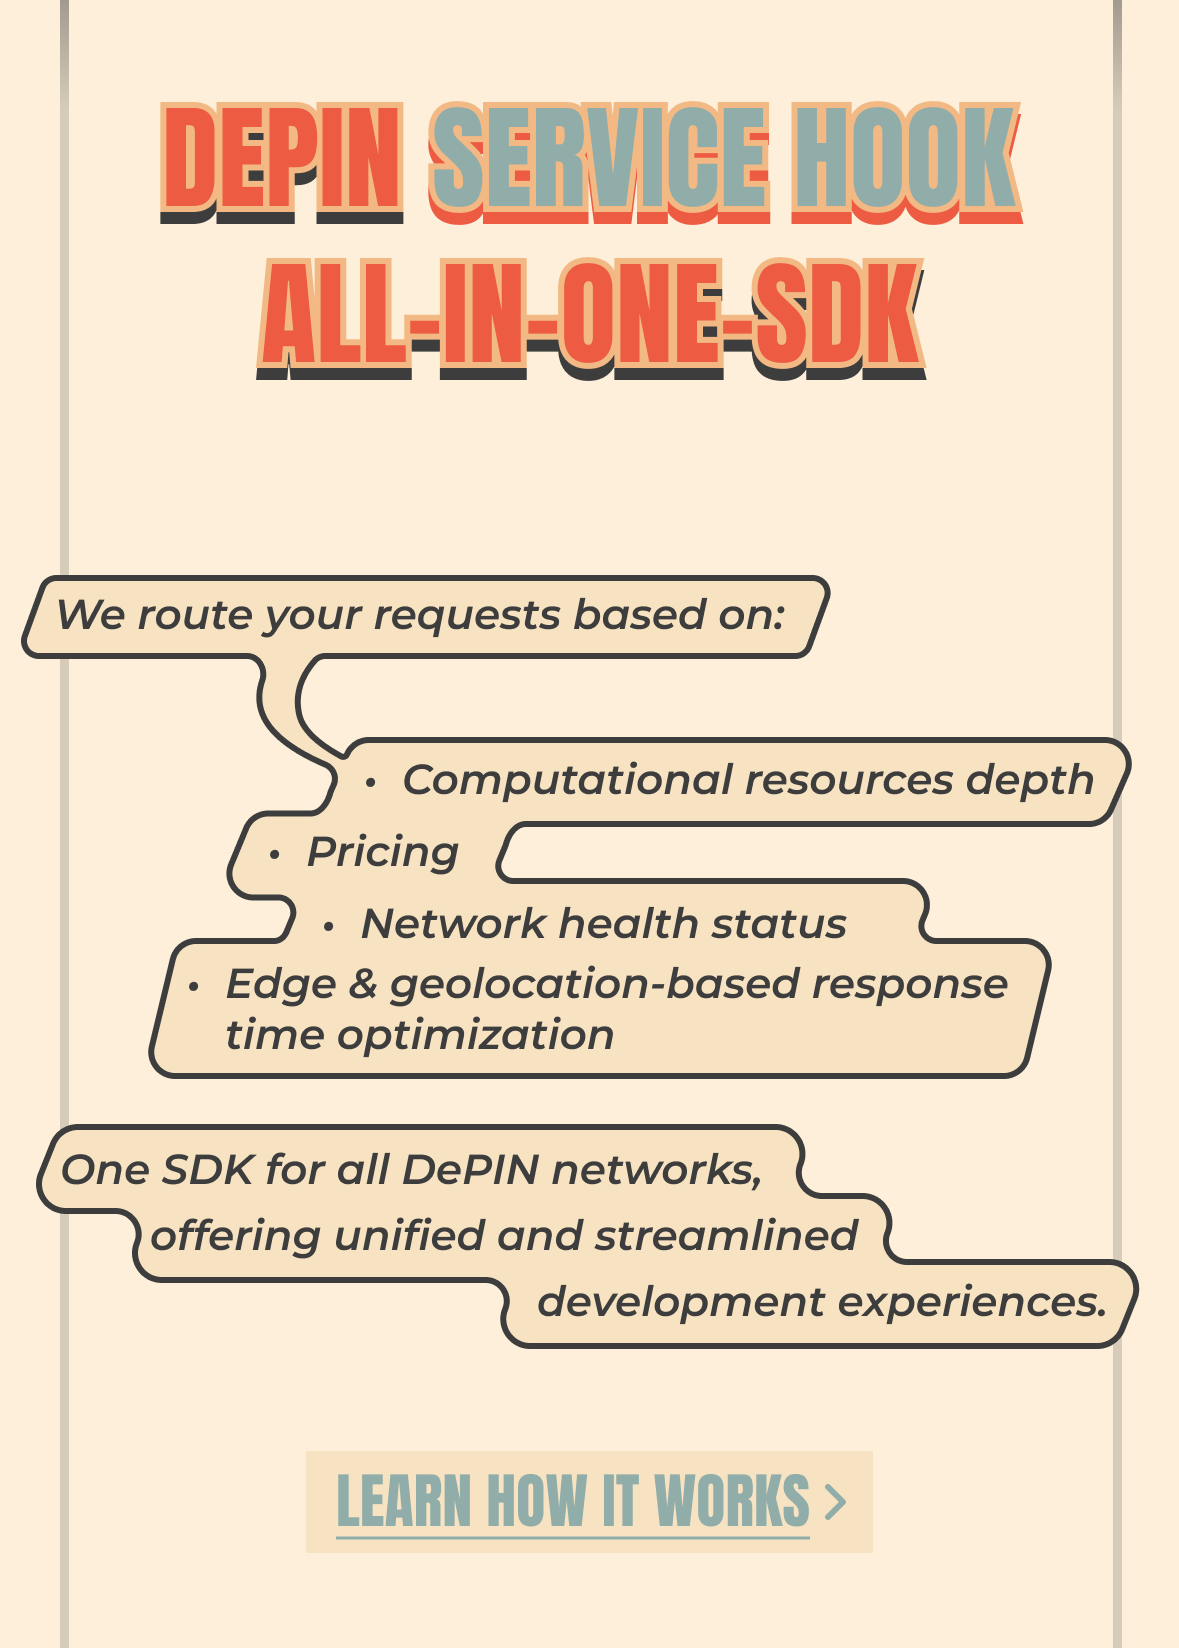 DEPIN SERVICE HOOK
ALL-IN-ONE-SDK
We route your requests based on:
• Computational resources depth
• Pricing
• Network health status
• Edge & geolocation-based response
time optimization
One SDK for all DePIN networks,
offering unified and streamlined
development experiences.
LEARN HOW IT WORKS >